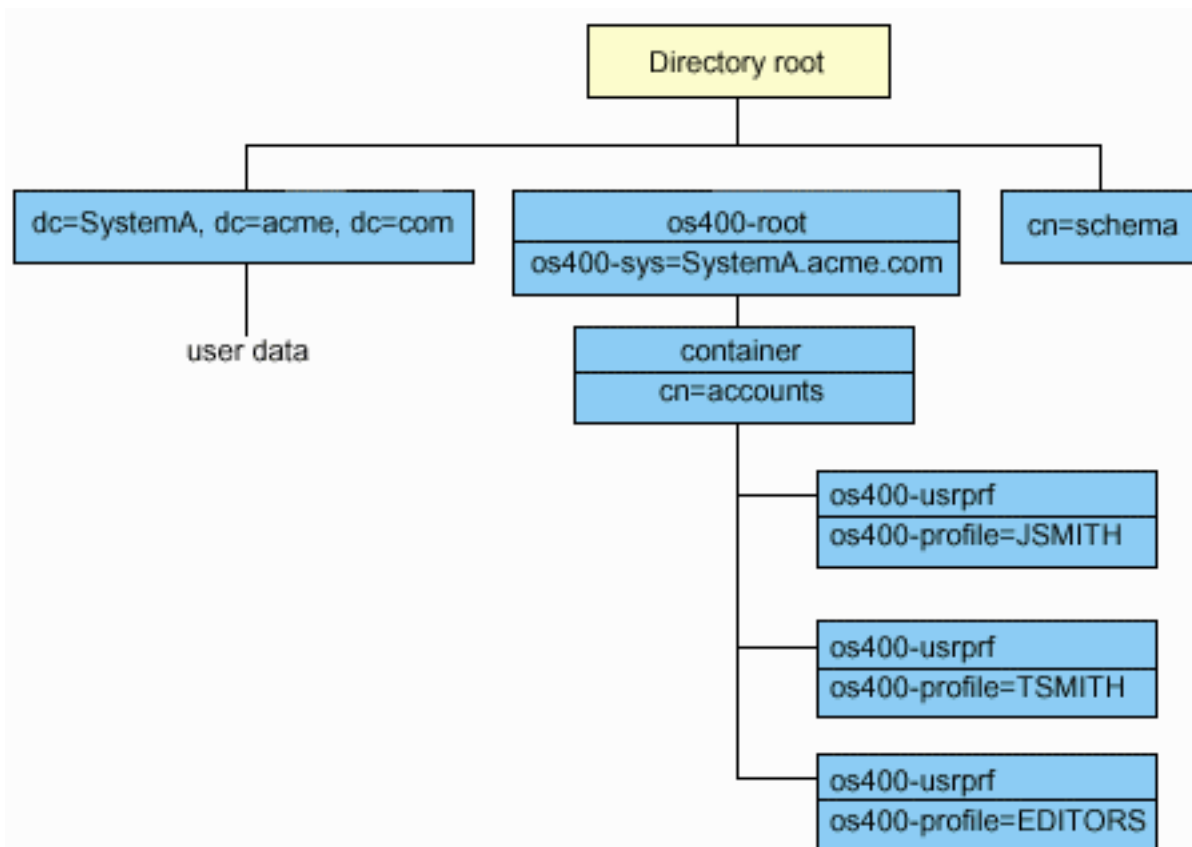 Directory root
dc=SystemA, dc=acme, dc=com
os400-root
os400-sys=SystemA.acme.com
cn=schema
user data
container
cn=accounts
os400-usrprf
os400-profile=JSMITH
os400-usrprf
os400-profile=TSMITH
os400-usrprf
os400-profile=EDITORS